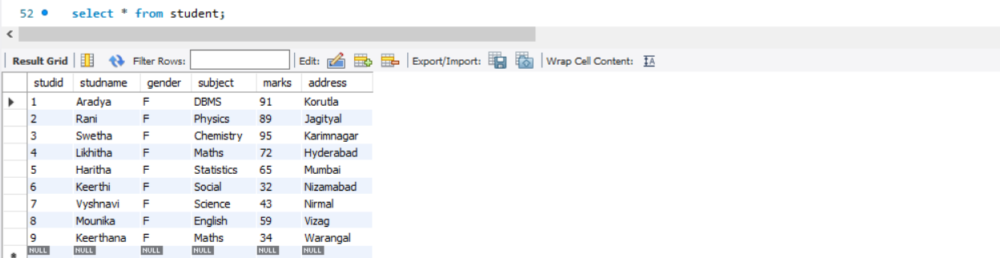 52 select * from student;
Result Grid Filter Rows: Edit: Export/Import: Wrap Cell Content: IA
studid studname gender subject marks address
1 Aradya F DBMS 91 Korutla
2 Rani F Physics 89 Jagityal
3 Swetha F Chemistry 95 Karimnagar
4 Likhitha F Maths 72 Hyderabad
5 Haritha F Statistics 65 Mumbai
6 Keerthi F Social 32 Nizamabad
7 Vyshnavi F Science 43 Nirmal
8 Mounika F English 59 Vizag
9 Keerthana F Maths 34 Warangal
NULL NULL NULL NULL NULL NULL